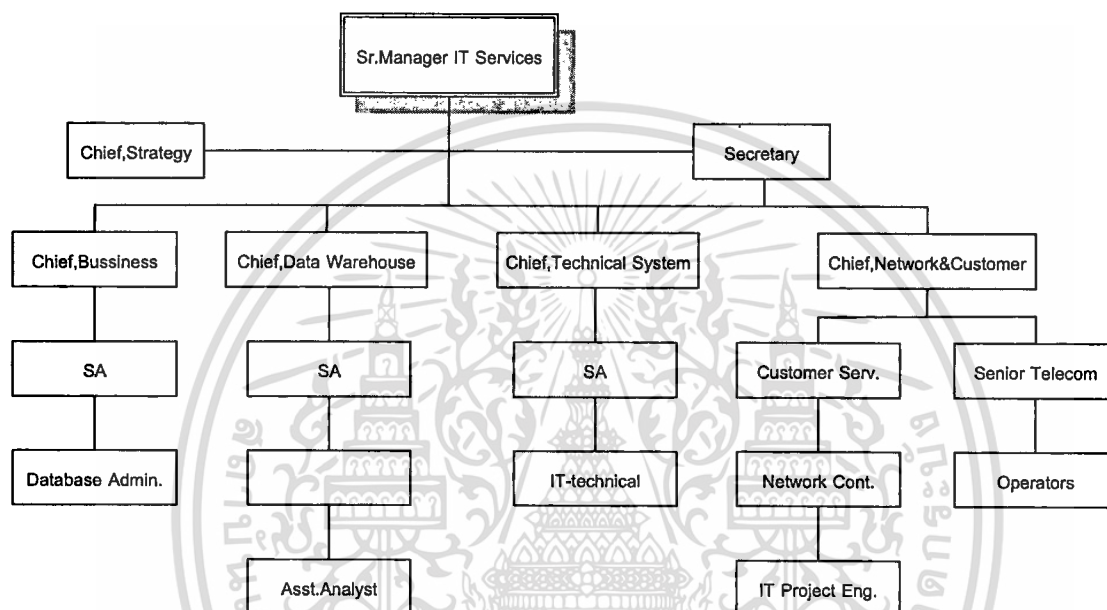 Sr.Manager IT Services
Chief,Strategy
Secretary
Chief,Bussiness
Chief,Data Warehouse
Chief,Technical System
Chief,Network&Customer
SA
SA
SA
Customer Serv.
Senior Telecom
Database Admin.
IT-technical
Network Cont.
Operators
Asst.Analyst
IT Project Eng.